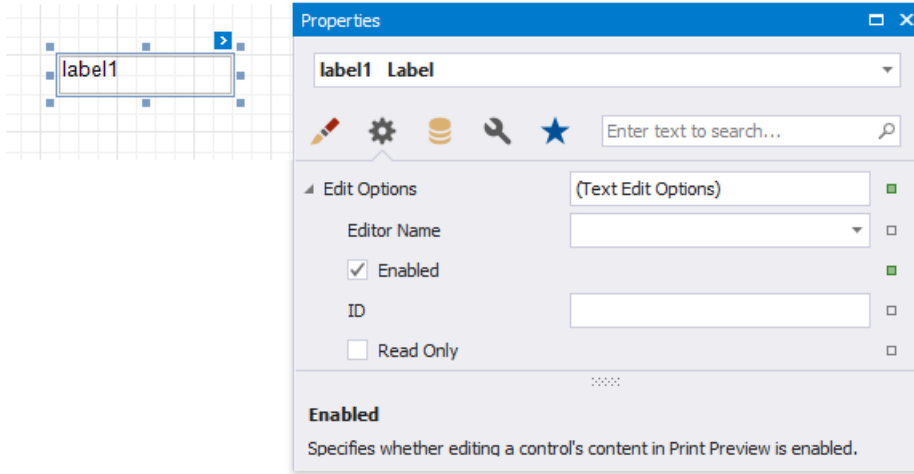 label1
Properties
label1 Label
Enter text to search...
Edit Options (Text Edit Options)
Editor Name
Enabled
ID
Read Only
Enabled
Specifies whether editing a control's content in Print Preview is enabled.